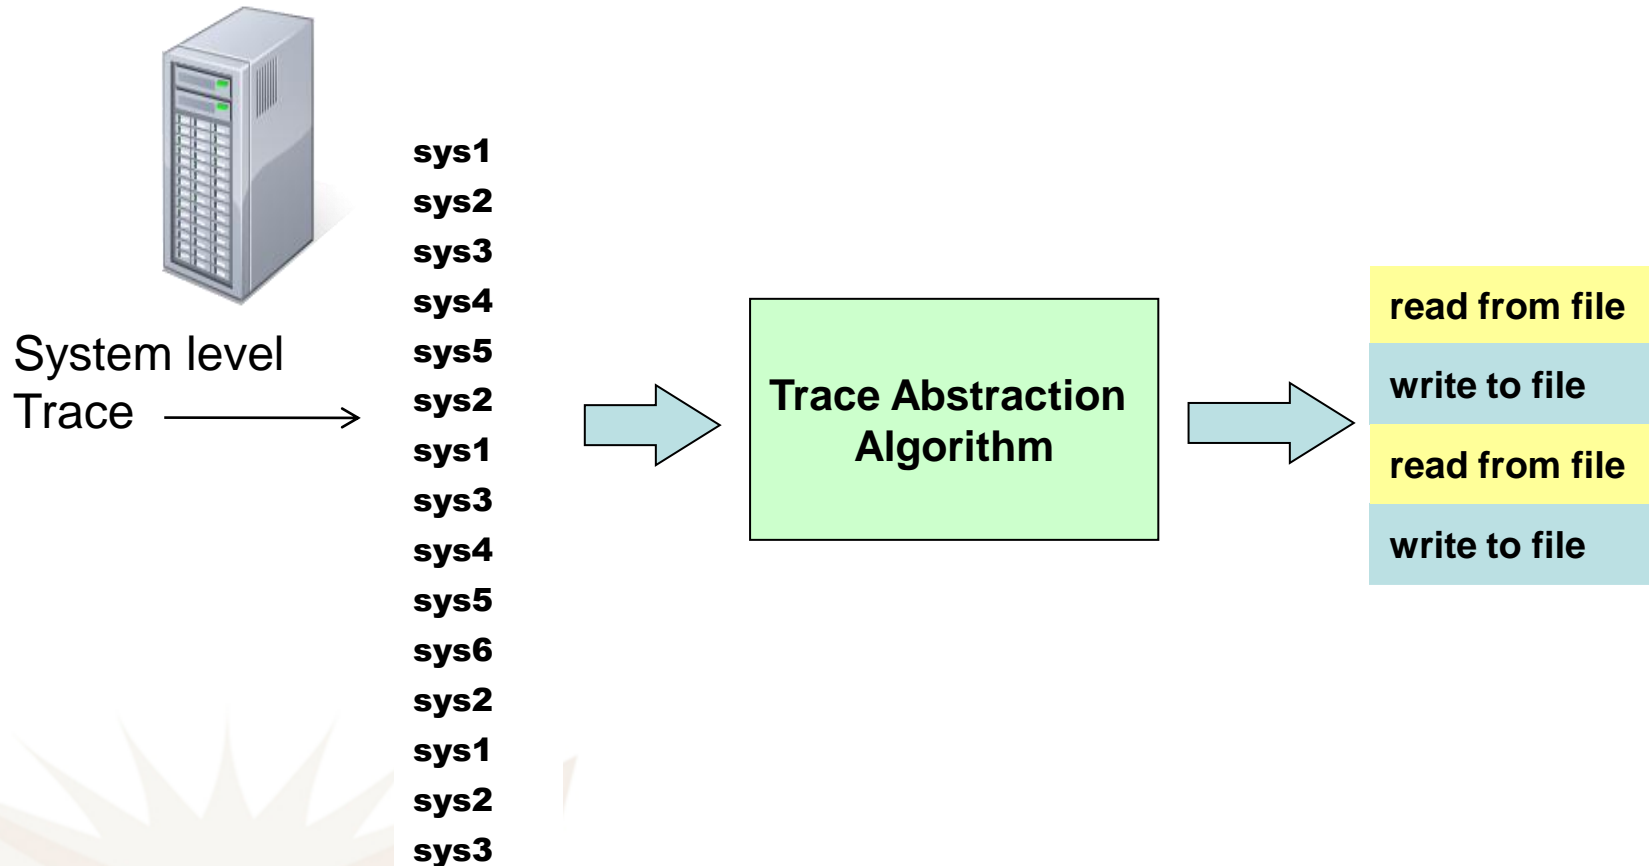 System level
Trace
sys1
sys2
sys3
sys4
sys5
sys2
sys1
sys3
sys4
sys5
sys6
sys2
sys1
sys2
sys3
Trace Abstraction
Algorithm
read from file
write to file
read from file
write to file